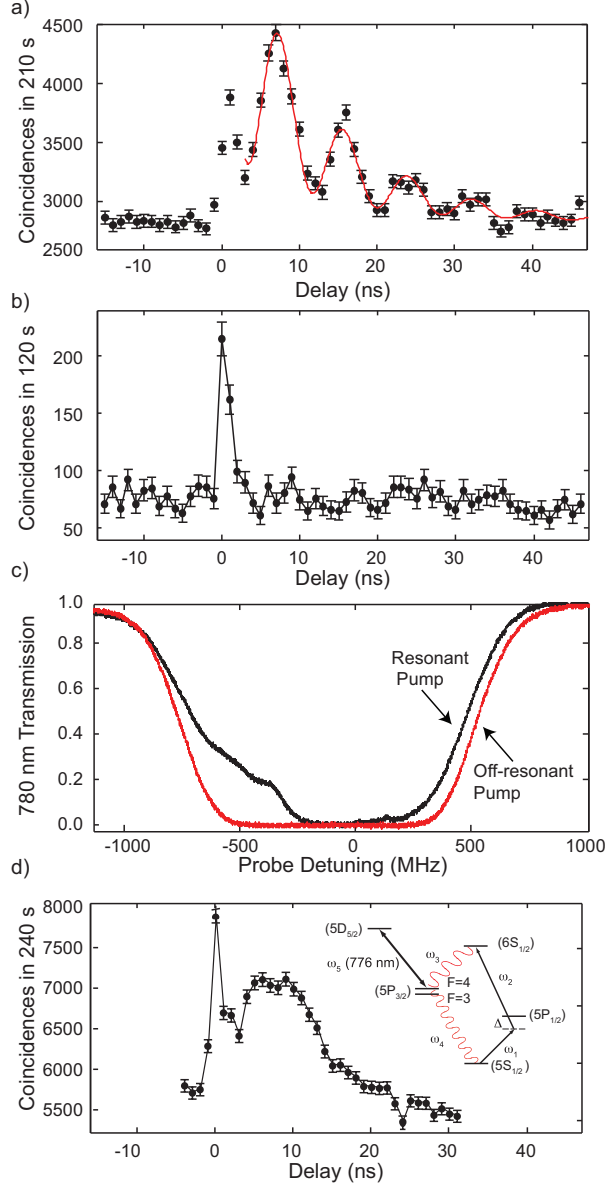 a)
Coincidences in 210 s
4500
4000
3500
3000
2500
-10 0 10 20 30 40
Delay (ns)
b)
Coincidences in 120 s
200
150
100
50
-10 0 10 20 30 40
Delay (ns)
c)
780 nm Transmission
1.0
0.8
0.6
0.4
0.2
0.0
Resonant
Pump
Off-resonant
Pump
-1000 -500 0 500 1000
Probe Detuning (MHz)
d)
Coincidences in 240 s
8000
7500
7000
6500
6000
5500
(5D5/2)
(6S1/2)
ω5 (776 nm)
ω3
ω2
F=4
(5P3/2)
F=3
(5P1/2)
Δ
ω4
ω1
(5S1/2)
-10 0 10 20 30 40
Delay (ns)